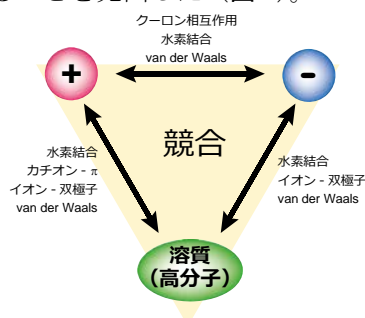 クーロン相互作用
水素結合
van der Waals
+
-
競合
水素結合
カチオン - π
イオン - 双極子
van der Waals
水素結合
イオン - 双極子
van der Waals
溶質
(高分子)